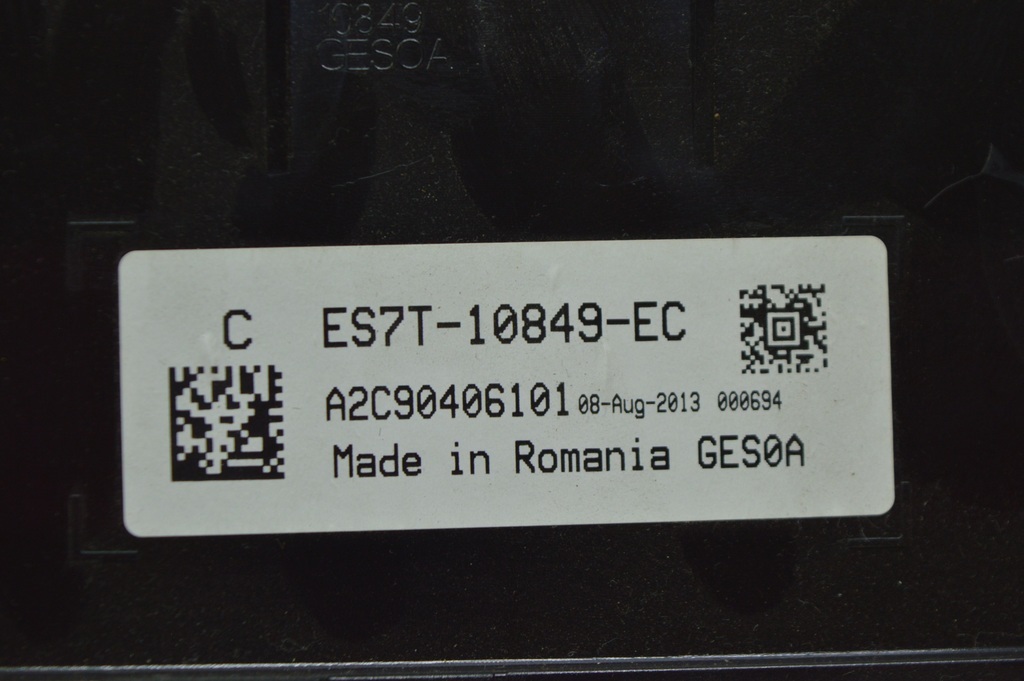 10849
GES0A
C ES7T-10849-EC
A2C90406101 08-Aug-2013 000694
Made in Romania GES0A